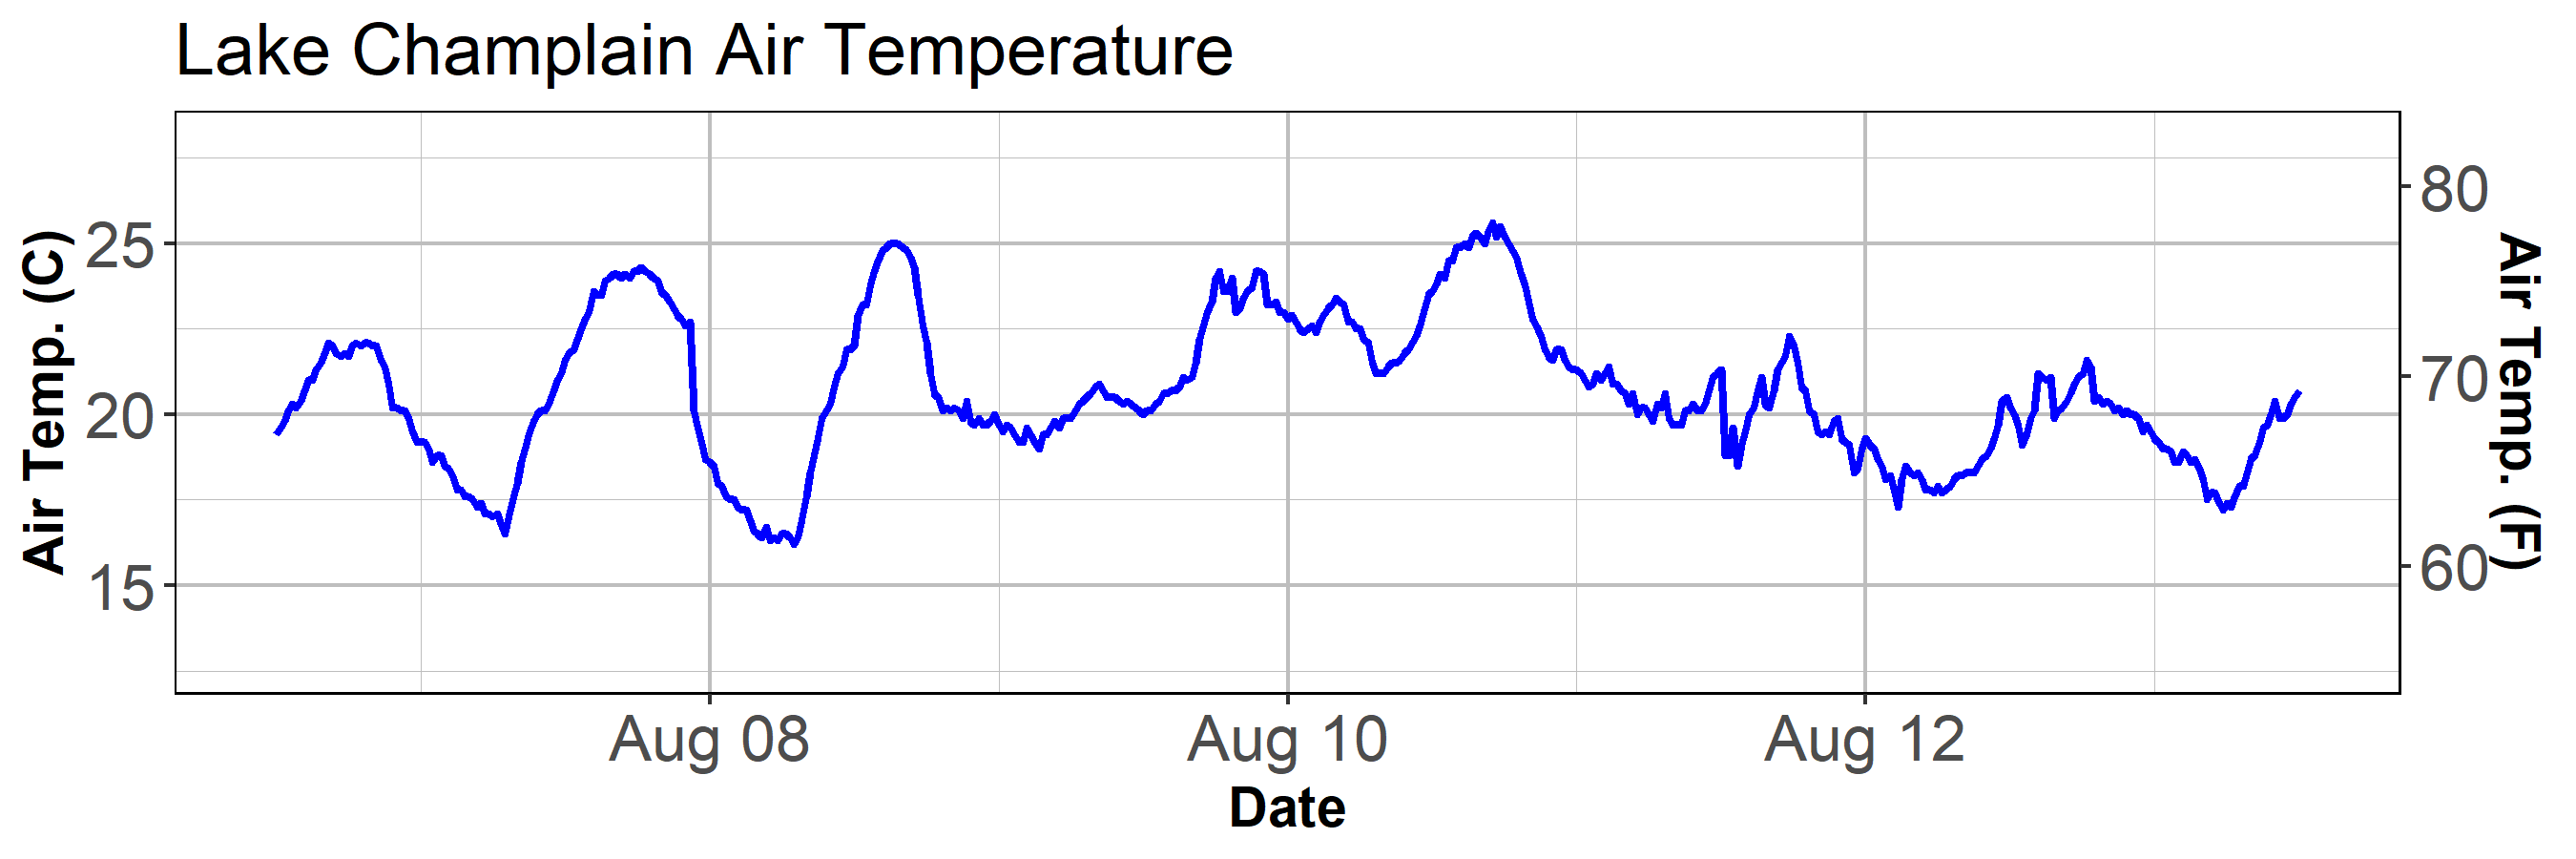 Lake Champlain Air Temperature
Air Temp. (C)
25
20
15
80
70
60
Air Temp. (F)
Aug 08
Aug 10
Aug 12
Date